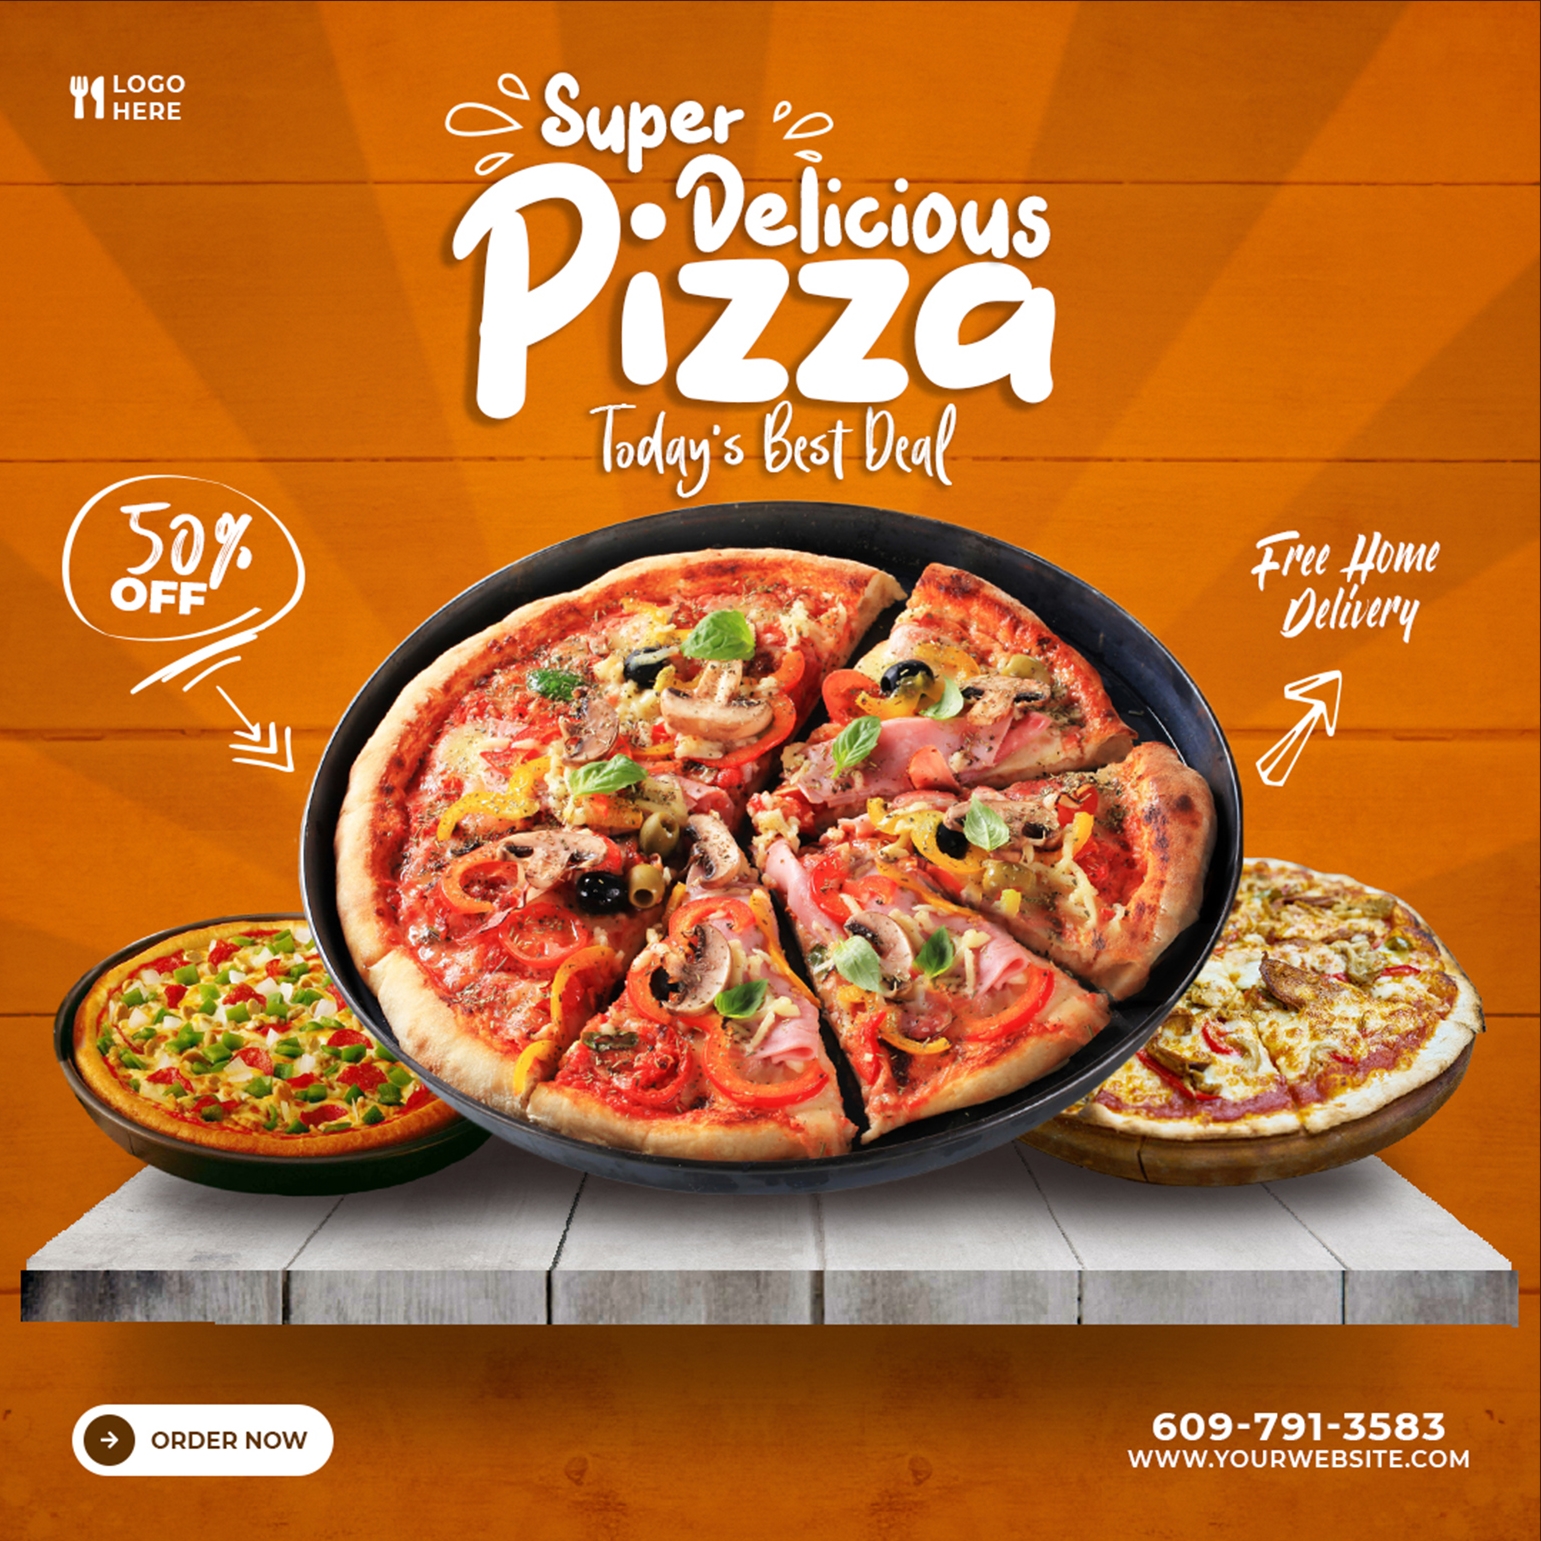 LOGO
HERE
Super
Delicious
Pizza
Today's Best Deal
50%
OFF
Free Home
Delivery
ORDER NOW
609-791-3583
WWW.YOURWEBSITE.COM